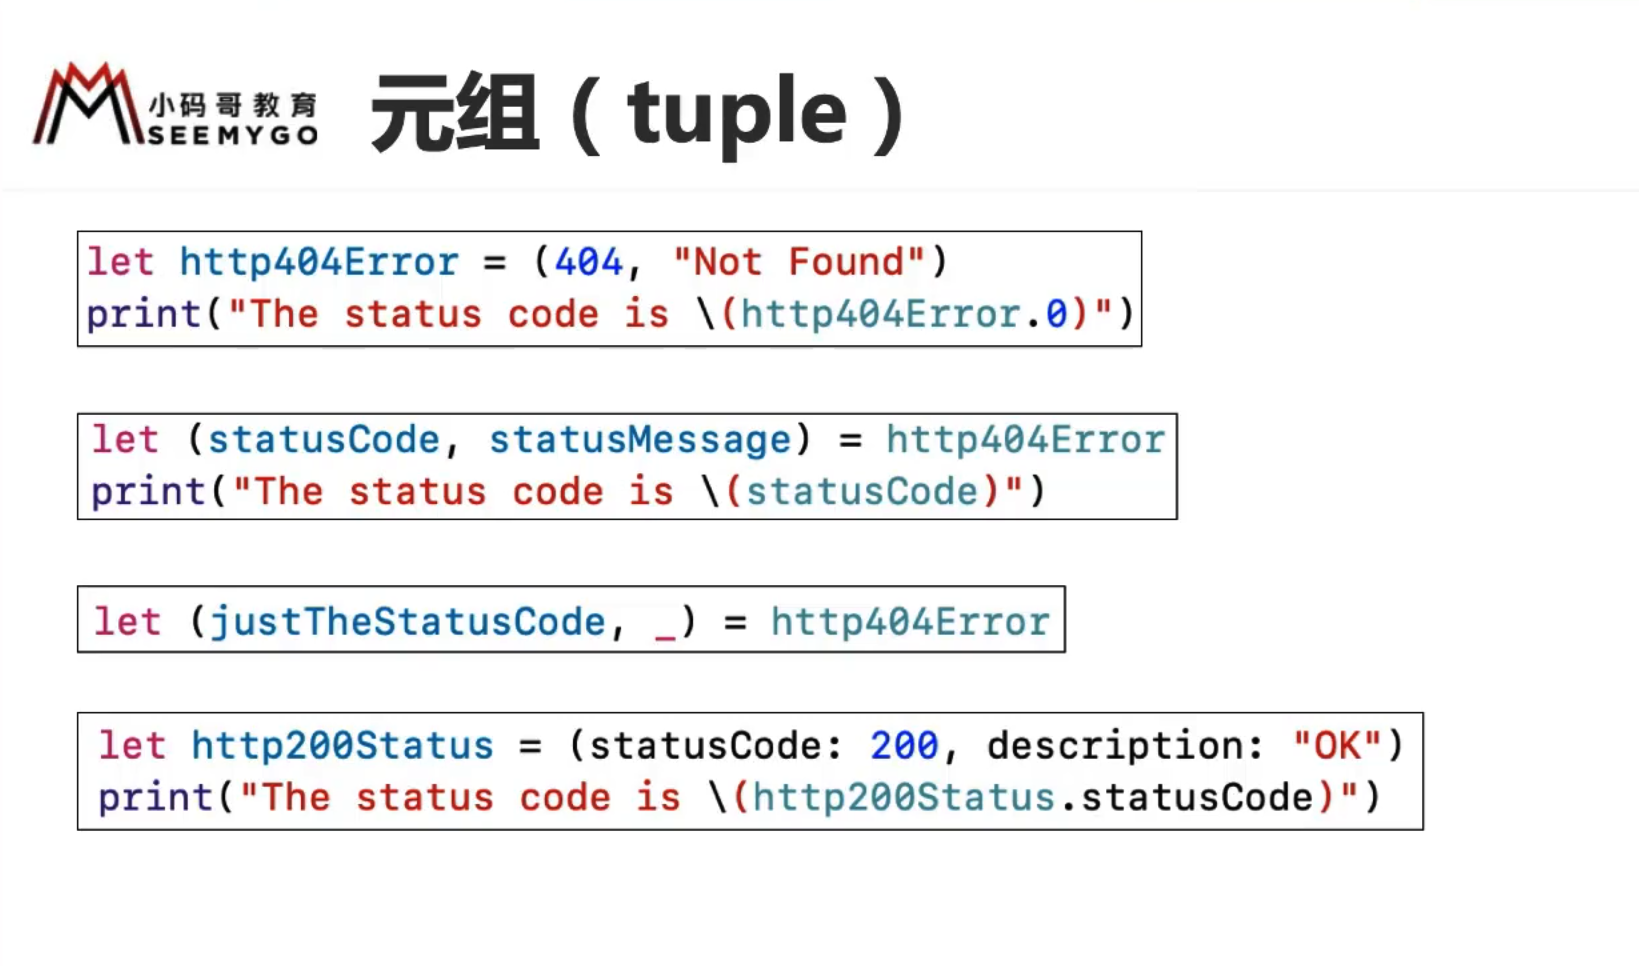 小码哥教育
SEEMYGO
元组（tuple）
let http404Error = (404, "Not Found")
print("The status code is \(http404Error.0)")
let (statusCode, statusMessage) = http404Error
print("The status code is \(statusCode)")
let (justTheStatusCode, _) = http404Error
let http200Status = (statusCode: 200, description: "OK")
print("The status code is \(http200Status.statusCode)")